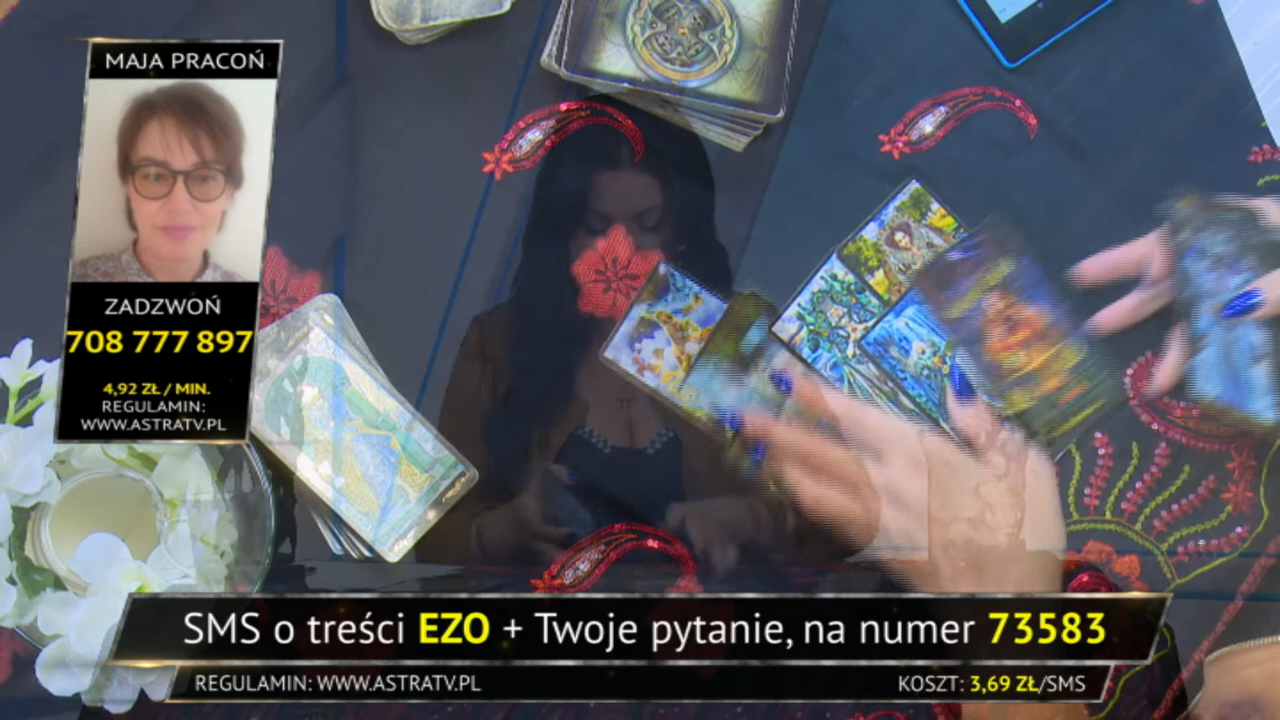 MAJA PRACOŃ
ZADZWOŃ
708 777 897
4,92 ZŁ / MIN.
REGULAMIN:
WWW.ASTRATV.PL
SMS o treści EZO + Twoje pytanie, na numer 73583
REGULAMIN: WWW.ASTRATV.PL
KOSZT: 3,69 ZŁ/SMS